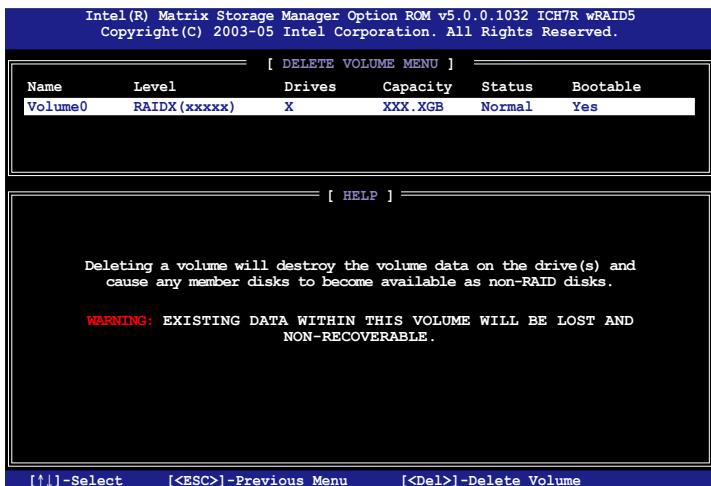 Intel(R) Matrix Storage Manager Option ROM v5.0.0.1032 ICH7R wRAID5
Copyright(C) 2003-05 Intel Corporation. All Rights Reserved.
[ DELETE VOLUME MENU ]
Name Level Drives Capacity Status Bootable
Volume0 RAIDX(xxxxx) X XXX.XGB Normal Yes
[ HELP ]
Deleting a volume will destroy the volume data on the drive(s) and
cause any member disks to become available as non-RAID disks.
WARNING: EXISTING DATA WITHIN THIS VOLUME WILL BE LOST AND
NON-RECOVERABLE.
[↑↓]-Select [<ESC>]-Previous Menu [<Del>]-Delete Volume